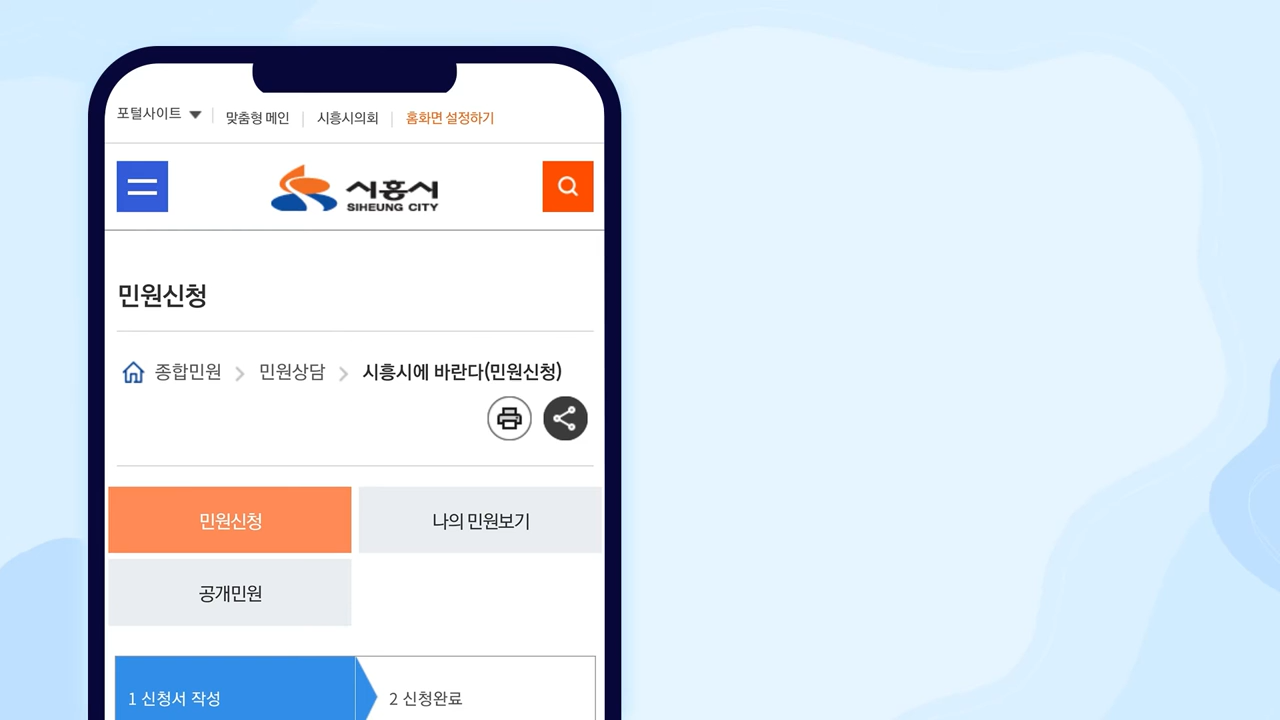 포털사이트 맞춤형 메인 시흥시의회 홈화면 설정하기
시흥시
SIHEUNG CITY
민원신청
종합민원 민원상담 시흥시에 바란다(민원신청)
민원신청 나의 민원보기
공개민원
1 신청서 작성 2 신청완료